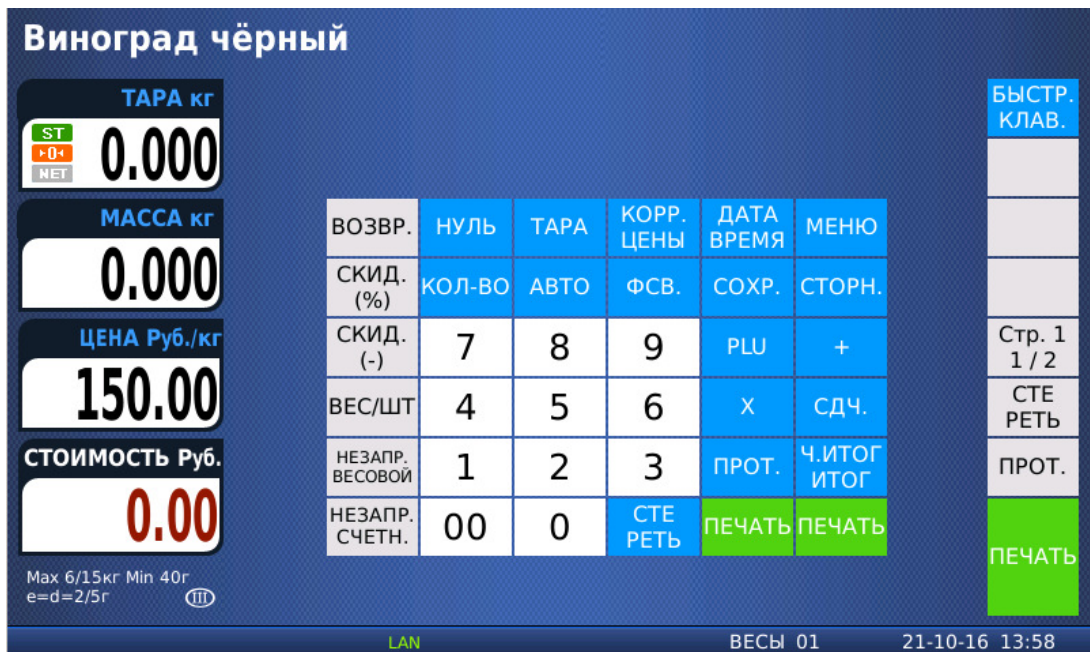 Виноград чёрный
ТАРА кг
ST
►0◄
NET
0.000
МАССА кг
0.000
ЦЕНА Руб./кг
150.00
СТОИМОСТЬ Руб.
0.00
Max 6/15кг Min 40г
e=d=2/5г
III
ВОЗВР. НУЛЬ ТАРА КОРР. ЦЕНЫ ДАТА ВРЕМЯ МЕНЮ
СКИД. (%) КОЛ-ВО АВТО ФСВ. СОХР. СТОРН.
СКИД. (-) 7 8 9 PLU +
ВЕС/ШТ 4 5 6 X СДЧ.
НЕЗАПР. ВЕСОВОЙ 1 2 3 ПРОТ. Ч.ИТОГ ИТОГ
НЕЗАПР. СЧЕТН. 00 0 СТЕ РЕТЬ ПЕЧАТЬ ПЕЧАТЬ
БЫСТР.
КЛАВ.
Стр. 1
1 / 2
СТЕ
РЕТЬ
ПРОТ.
ПЕЧАТЬ
LAN ВЕСЫ 01 21-10-16 13:58